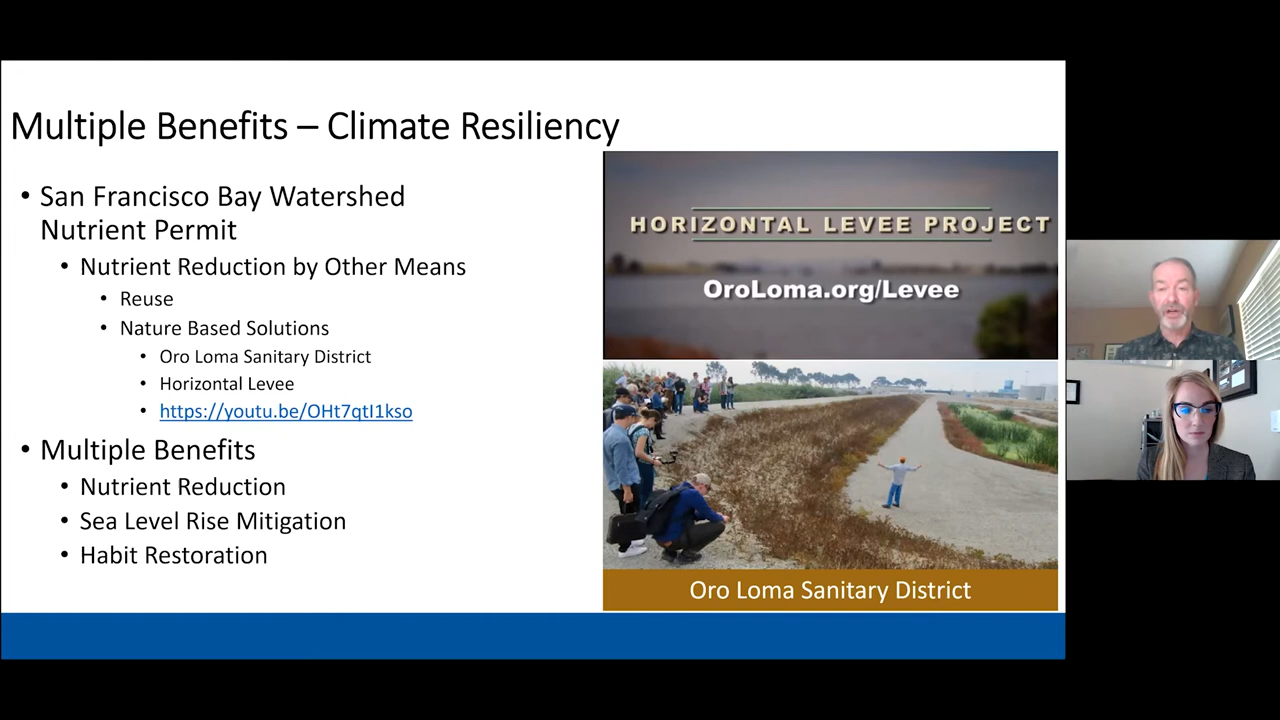 Multiple Benefits – Climate Resiliency
• San Francisco Bay Watershed
Nutrient Permit
• Nutrient Reduction by Other Means
• Reuse
• Nature Based Solutions
• Oro Loma Sanitary District
• Horizontal Levee
• https://youtu.be/OHt7qtI1kso
• Multiple Benefits
• Nutrient Reduction
• Sea Level Rise Mitigation
• Habit Restoration
HORIZONTAL LEVEE PROJECT
OroLoma.org/Levee
Oro Loma Sanitary District